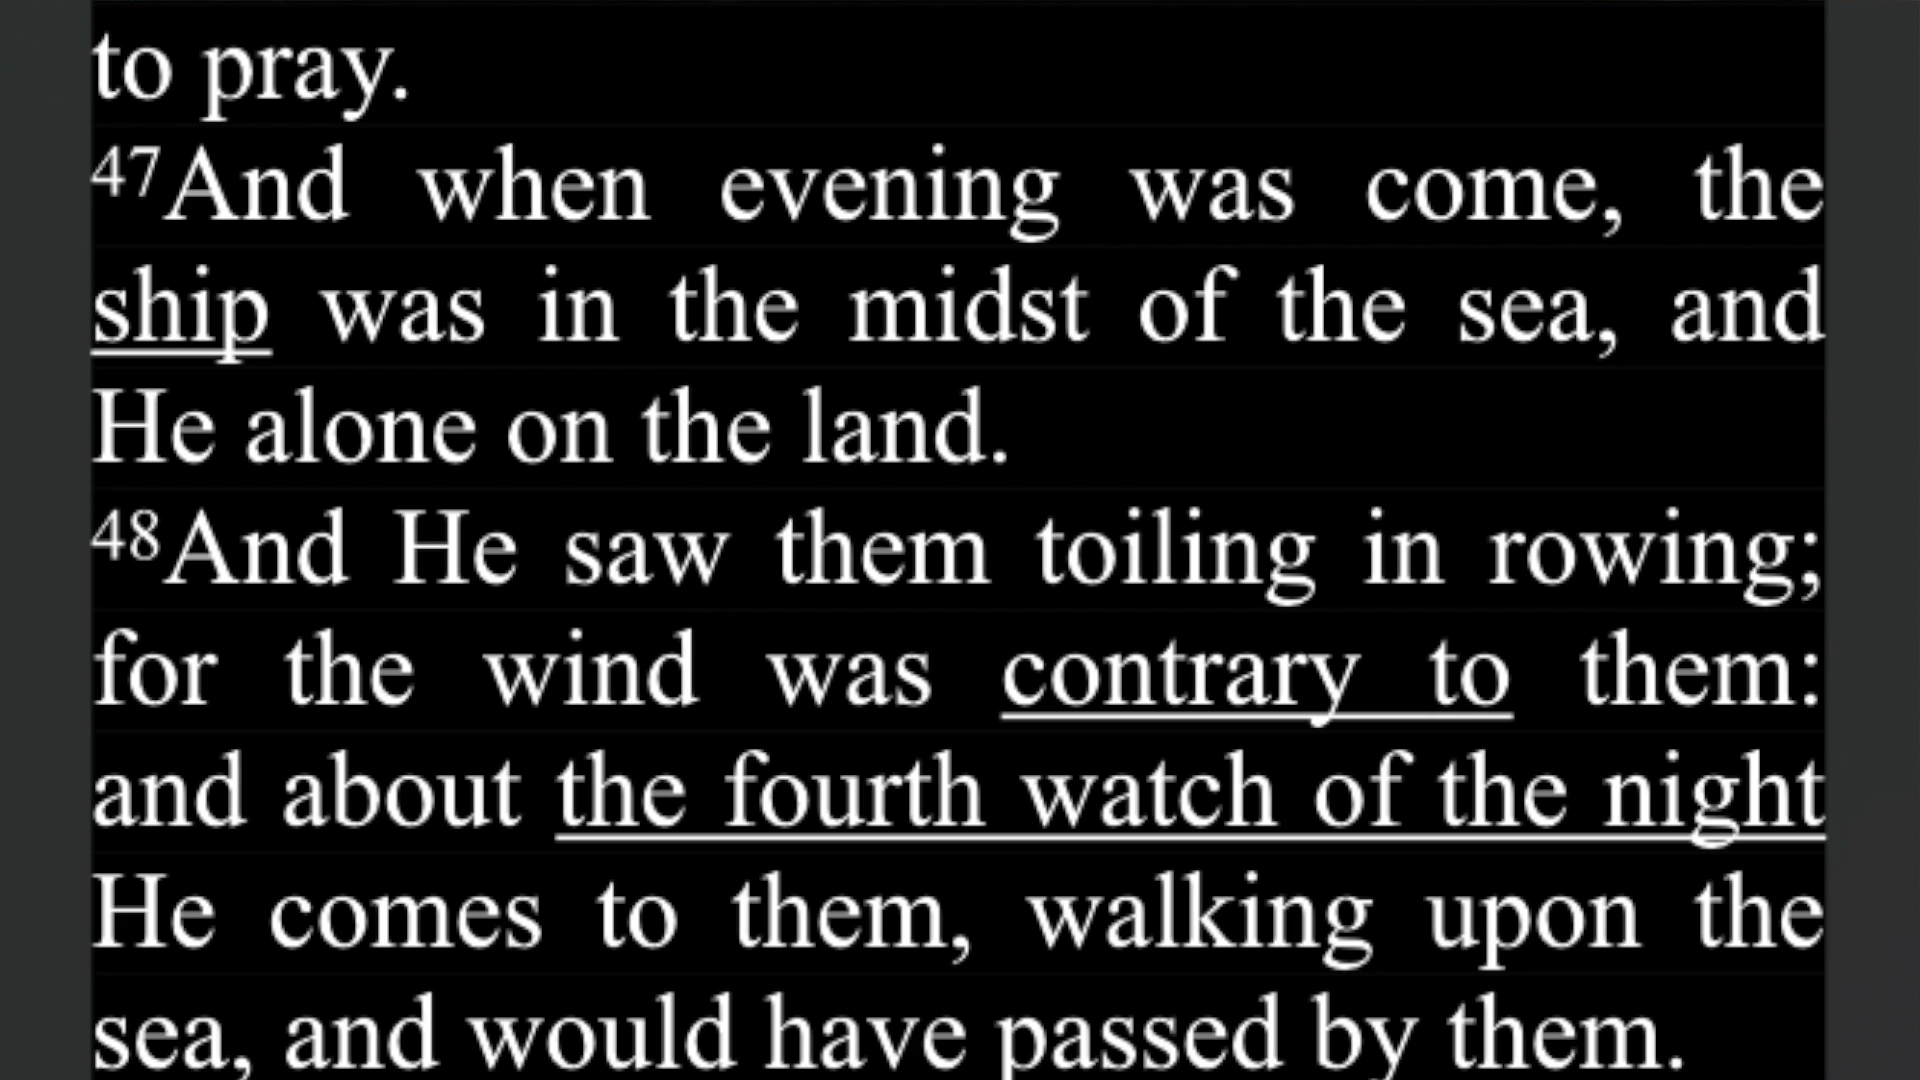 to pray.
47And when evening was come, the
ship was in the midst of the sea, and
He alone on the land.
48And He saw them toiling in rowing;
for the wind was contrary to them:
and about the fourth watch of the night
He comes to them, walking upon the
sea, and would have passed by them.